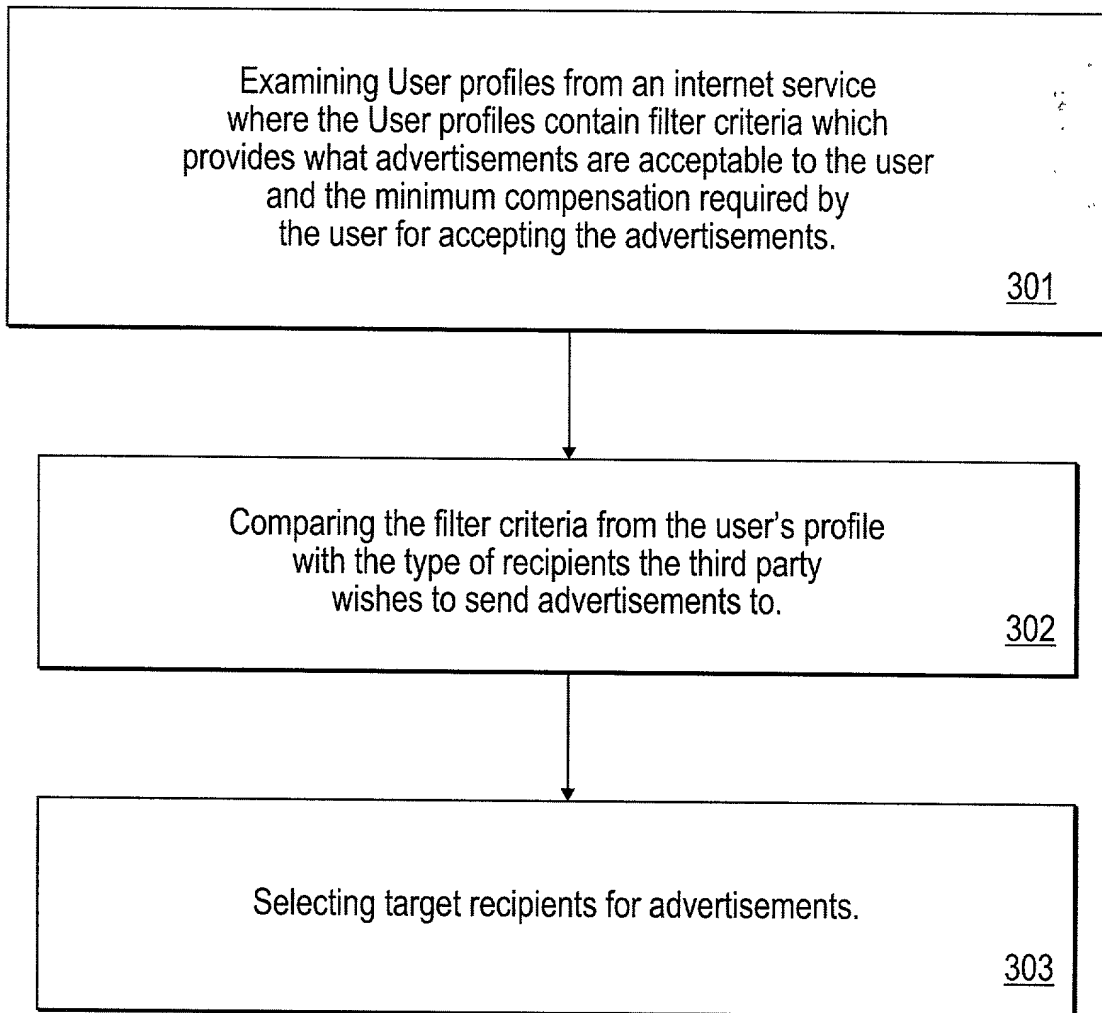 Examining User profiles from an internet service
where the User profiles contain filter criteria which
provides what advertisements are acceptable to the user
and the minimum compensation required by
the user for accepting the advertisements.
301
Comparing the filter criteria from the user's profile
with the type of recipients the third party
wishes to send advertisements to.
302
Selecting target recipients for advertisements.
303